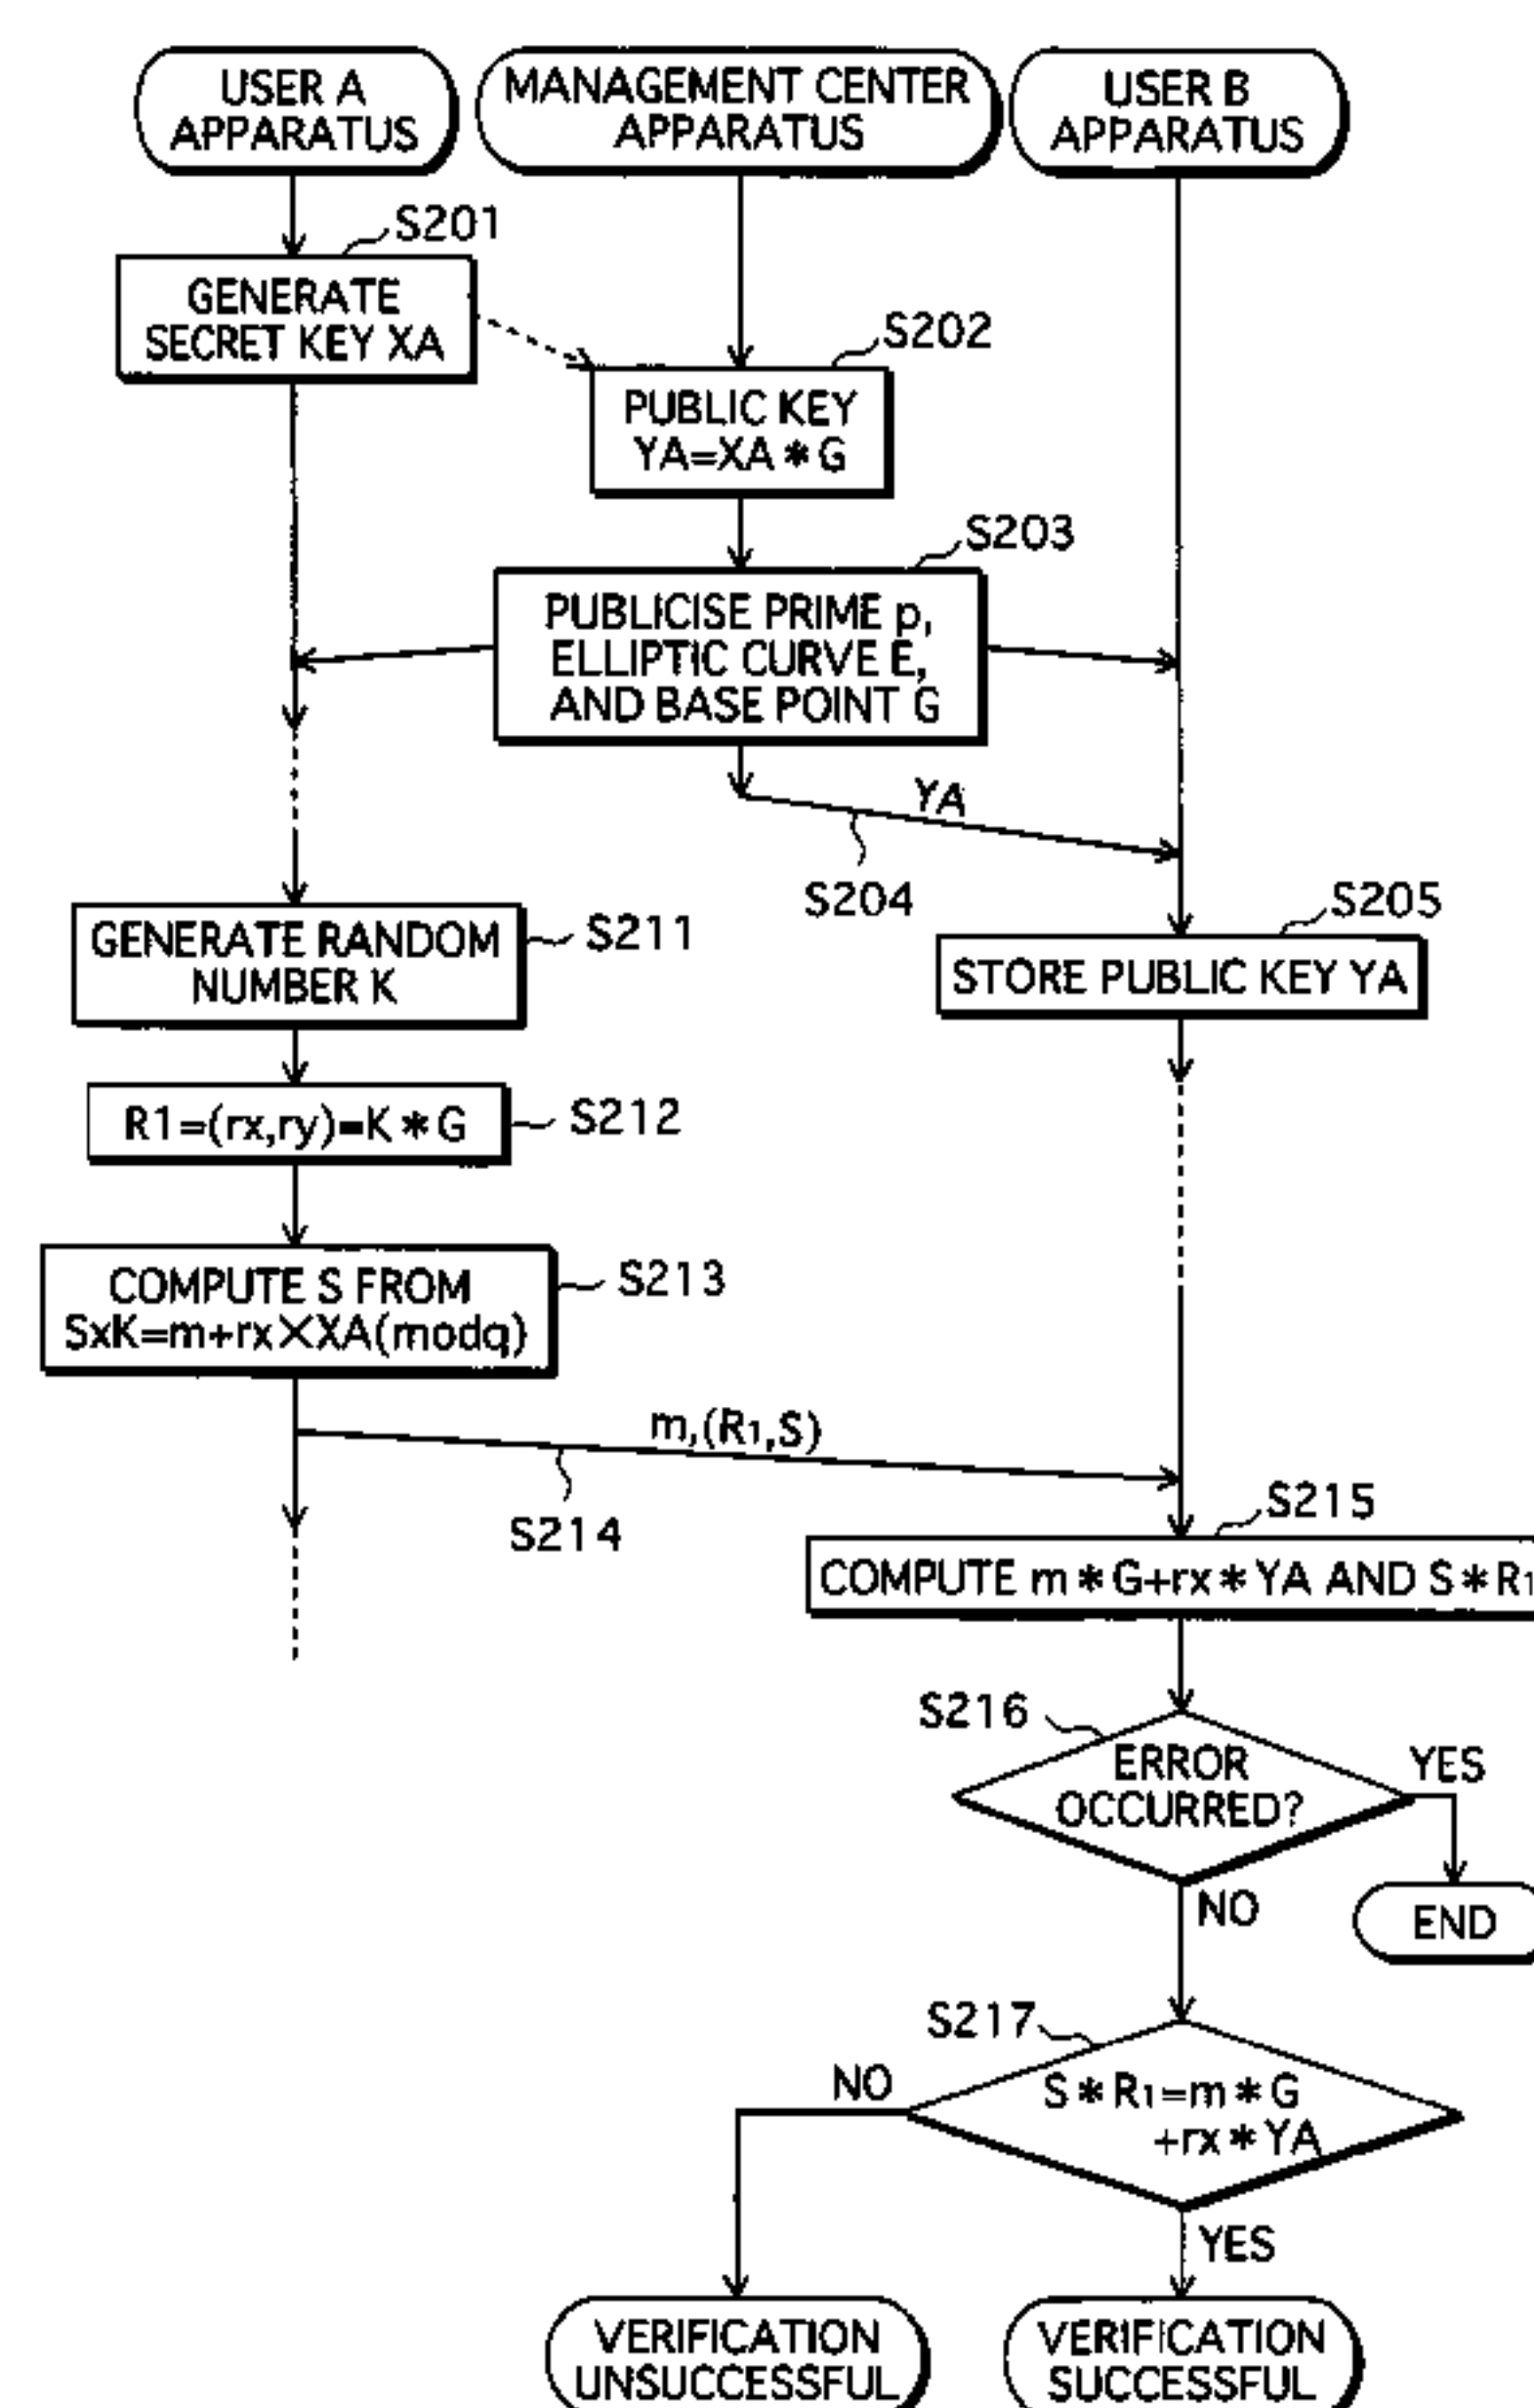 USER A
APPARATUS
MANAGEMENT CENTER
APPARATUS
USER B
APPARATUS
S201
GENERATE
SECRET KEY XA
S202
PUBLIC KEY
YA=XA*G
S203
PUBLICISE PRIME p,
ELLIPTIC CURVE E,
AND BASE POINT G
YA
S204
S205
STORE PUBLIC KEY YA
GENERATE RANDOM
NUMBER K
S211
R1=(rx,ry)=K*G
S212
COMPUTE S FROM
SxK=m+rx×XA(modq)
S213
m,(R1,S)
S214
S215
COMPUTE m*G+rx*YA AND S*R1
S216
ERROR
OCCURRED?
YES
NO
END
S217
NO
S*R1=m*G
+rx*YA
YES
VERIFICATION
UNSUCCESSFUL
VERIFICATION
SUCCESSFUL